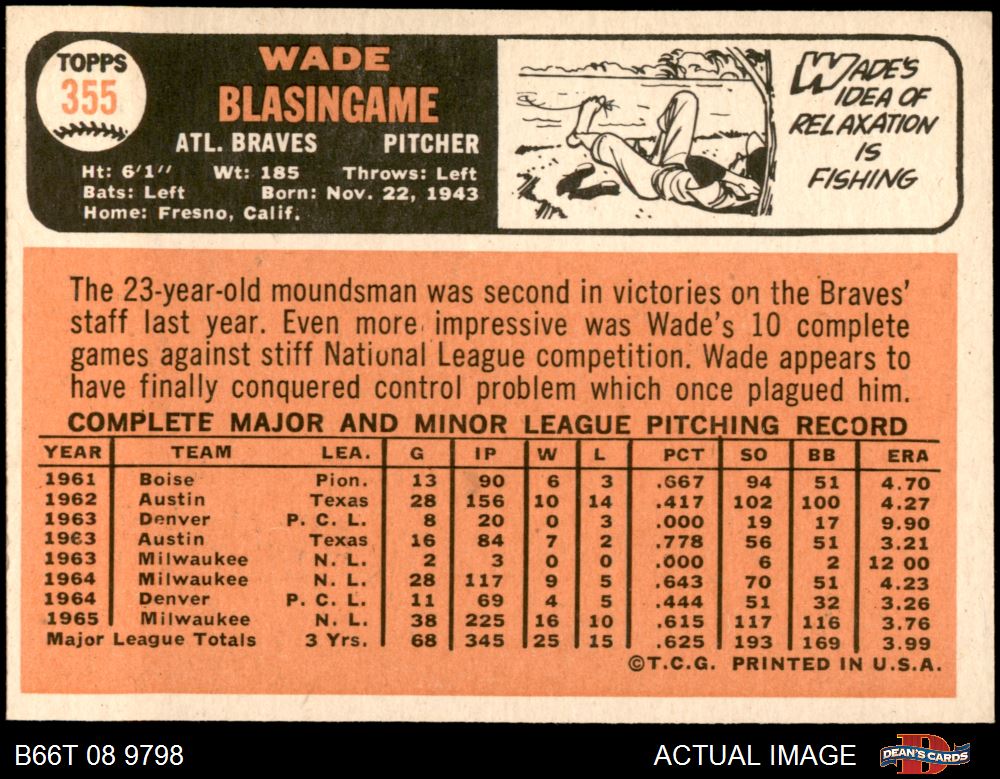 TOPPS
355
WADE
BLASINGAME
ATL. BRAVES PITCHER
Ht: 6'1" Wt: 185 Throws: Left
Bats: Left Born: Nov. 22, 1943
Home: Fresno, Calif.
WADE'S
IDEA OF
RELAXATION
IS
FISHING
The 23-year-old moundsman was second in victories on the Braves'
staff last year. Even more impressive was Wade's 10 complete
games against stiff National League competition. Wade appears to
have finally conquered control problem which once plagued him.
COMPLETE MAJOR AND MINOR LEAGUE PITCHING RECORD
YEAR TEAM LEA. G IP W L PCT SO BB ERA
1961 Boise Pion. 13 90 6 3 .667 94 51 4.70
1962 Austin Texas 28 156 10 14 .417 102 100 4.27
1963 Denver P. C. L. 8 20 0 3 .000 19 17 9.90
1963 Austin Texas 16 84 7 2 .778 56 51 3.21
1963 Milwaukee N. L. 2 3 0 0 .000 6 2 12 00
1964 Milwaukee N. L. 28 117 9 5 .643 70 51 4.23
1964 Denver P. C. L. 11 69 4 5 .444 51 32 3.26
1965 Milwaukee N. L. 38 225 16 10 .615 117 116 3.76
Major League Totals 3 Yrs. 68 345 25 15 .625 193 169 3.99
©T.C.G. PRINTED IN U.S.A.
B66T 08 9798 ACTUAL IMAGE DEAN'S CARDS